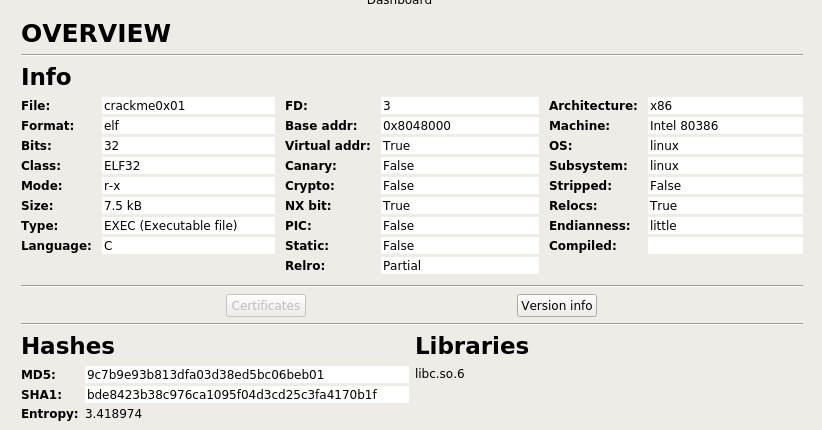 Dashboard
OVERVIEW
Info
File: crackme0x01 FD: 3 Architecture: x86
Format: elf Base addr: 0x8048000 Machine: Intel 80386
Bits: 32 Virtual addr: True OS: linux
Class: ELF32 Canary: False Subsystem: linux
Mode: r-x Crypto: False Stripped: False
Size: 7.5 kB NX bit: True Relocs: True
Type: EXEC (Executable file) PIC: False Endianness: little
Language: C Static: False Compiled:
Relro: Partial
Certificates Version info
Hashes Libraries
MD5: 9c7b9e93b813dfa03d38ed5bc06beb01 libc.so.6
SHA1: bde8423b38c976ca1095f04d3cd25c3fa4170b1f
Entropy: 3.418974